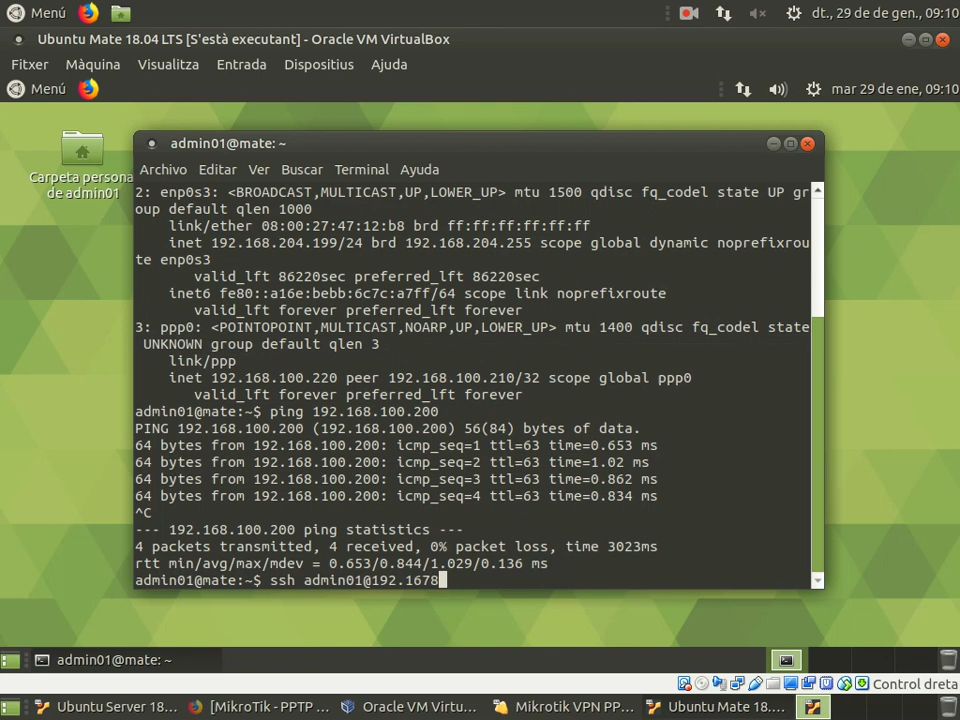 Menú
dt., 29 de de gen., 09:10
Ubuntu Mate 18.04 LTS [S'està executant] - Oracle VM VirtualBox
Fitxer Màquina Visualitza Entrada Dispositius Ajuda
Menú
mar 29 de ene, 09:10
Carpeta persona
de admin01
admin01@mate: ~
Archivo Editar Ver Buscar Terminal Ayuda
2: enp0s3: <BROADCAST,MULTICAST,UP,LOWER_UP> mtu 1500 qdisc fq_codel state UP gr
oup default qlen 1000
link/ether 08:00:27:47:12:b8 brd ff:ff:ff:ff:ff:ff
inet 192.168.204.199/24 brd 192.168.204.255 scope global dynamic noprefixrou
te enp0s3
valid_lft 86220sec preferred_lft 86220sec
inet6 fe80::a16e:bebb:6c7c:a7ff/64 scope link noprefixroute
valid_lft forever preferred_lft forever
3: ppp0: <POINTOPOINT,MULTICAST,NOARP,UP,LOWER_UP> mtu 1400 qdisc fq_codel state
UNKNOWN group default qlen 3
link/ppp
inet 192.168.100.220 peer 192.168.100.210/32 scope global ppp0
valid_lft forever preferred_lft forever
admin01@mate:~$ ping 192.168.100.200
PING 192.168.100.200 (192.168.100.200) 56(84) bytes of data.
64 bytes from 192.168.100.200: icmp_seq=1 ttl=63 time=0.653 ms
64 bytes from 192.168.100.200: icmp_seq=2 ttl=63 time=1.02 ms
64 bytes from 192.168.100.200: icmp_seq=3 ttl=63 time=0.862 ms
64 bytes from 192.168.100.200: icmp_seq=4 ttl=63 time=0.834 ms
^C
--- 192.168.100.200 ping statistics ---
4 packets transmitted, 4 received, 0% packet loss, time 3023ms
rtt min/avg/max/mdev = 0.653/0.844/1.029/0.136 ms
admin01@mate:~$ ssh admin01@192.1678
admin01@mate: ~
Control dreta
Ubuntu Server 18... [MikroTik - PPTP ... Oracle VM Virtu... Mikrotik VPN PP... Ubuntu Mate 18....